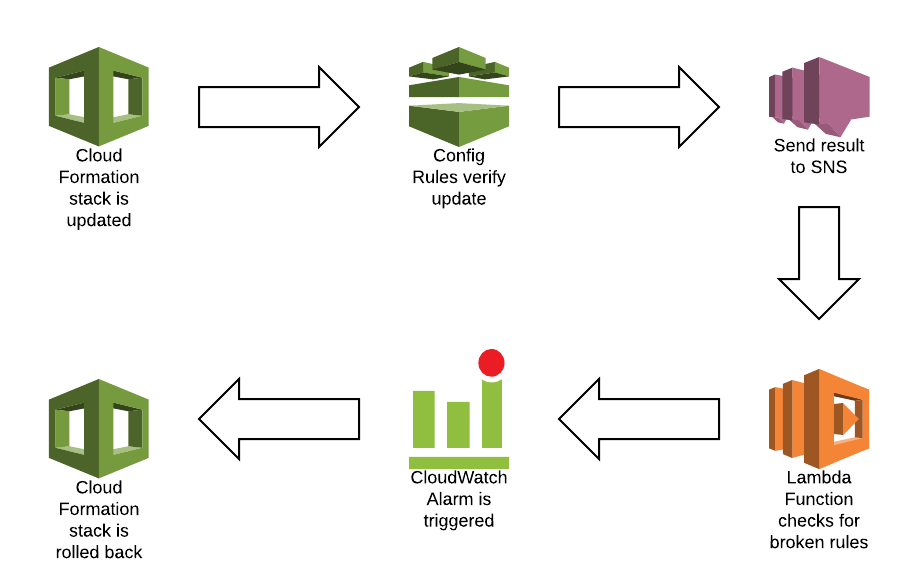 Cloud
Formation
stack is
updated
Config
Rules verify
update
Send result
to SNS
Lambda
Function
checks for
broken rules
CloudWatch
Alarm is
triggered
Cloud
Formation
stack is
rolled back